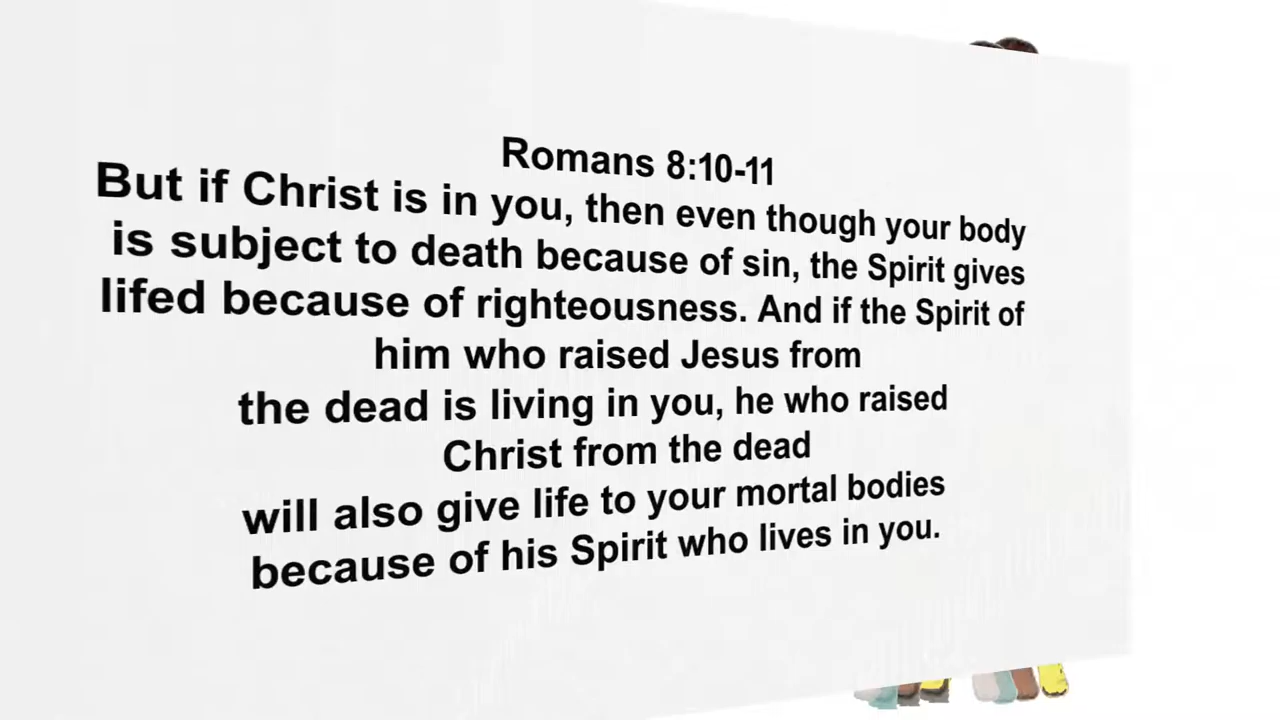 Romans 8:10-11
But if Christ is in you, then even though your body
is subject to death because of sin, the Spirit gives
lifed because of righteousness. And if the Spirit of
him who raised Jesus from
the dead is living in you, he who raised
Christ from the dead
will also give life to your mortal bodies
because of his Spirit who lives in you.